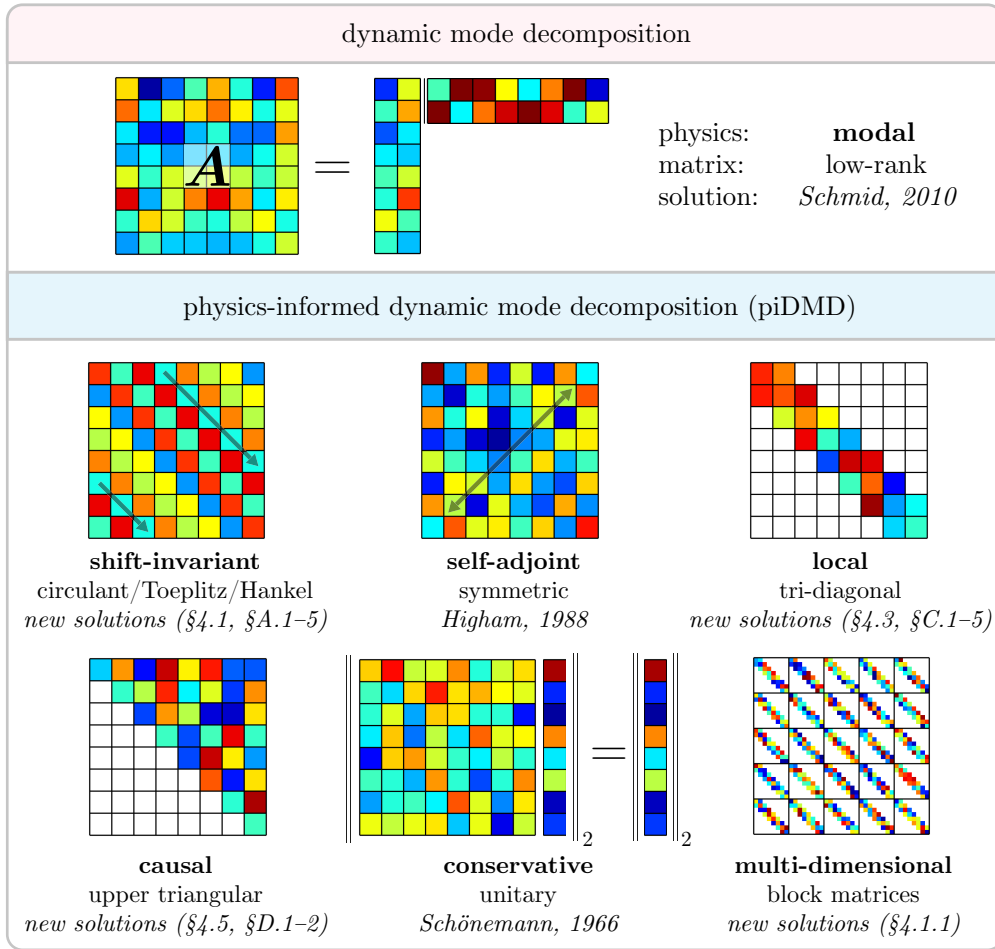 dynamic mode decomposition
A =
physics: modal
matrix: low-rank
solution: Schmid, 2010
physics-informed dynamic mode decomposition (piDMD)
shift-invariant
circulant/Toeplitz/Hankel
new solutions (§4.1, §A.1–5)
self-adjoint
symmetric
Higham, 1988
local
tri-diagonal
new solutions (§4.3, §C.1–5)
|| ||2 = || ||2
causal
upper triangular
new solutions (§4.5, §D.1–2)
conservative
unitary
Schönemann, 1966
multi-dimensional
block matrices
new solutions (§4.1.1)